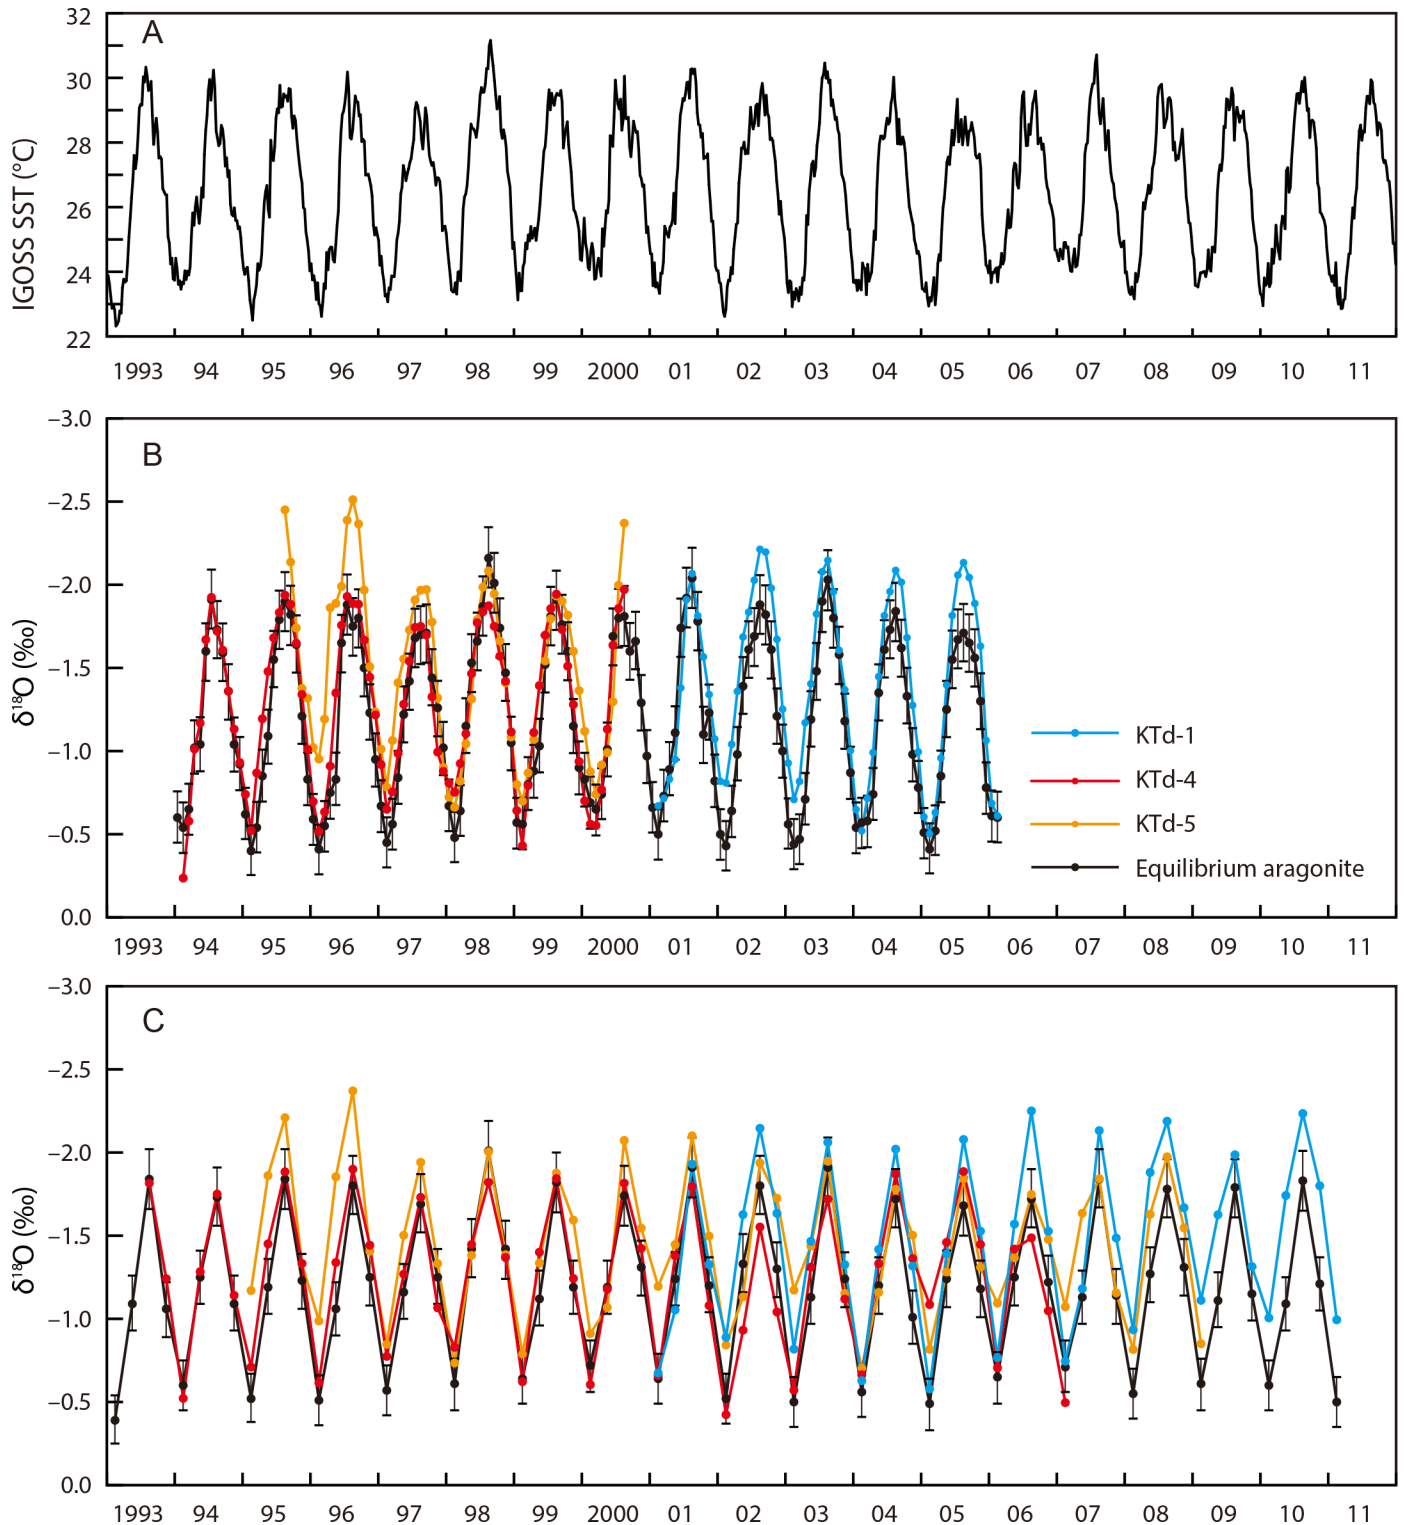 A
32
30
28
26
24
22
IGOSS SST (°C)
1993 94 95 96 97 98 99 2000 01 02 03 04 05 06 07 08 09 10 11
B
−3.0
−2.5
−2.0
−1.5
−1.0
−0.5
0.0
δ¹⁸O (‰)
KTd-1
KTd-4
KTd-5
Equilibrium aragonite
1993 94 95 96 97 98 99 2000 01 02 03 04 05 06 07 08 09 10 11
C
−3.0
−2.5
−2.0
−1.5
−1.0
−0.5
0.0
δ¹⁸O (‰)
1993 94 95 96 97 98 99 2000 01 02 03 04 05 06 07 08 09 10 11